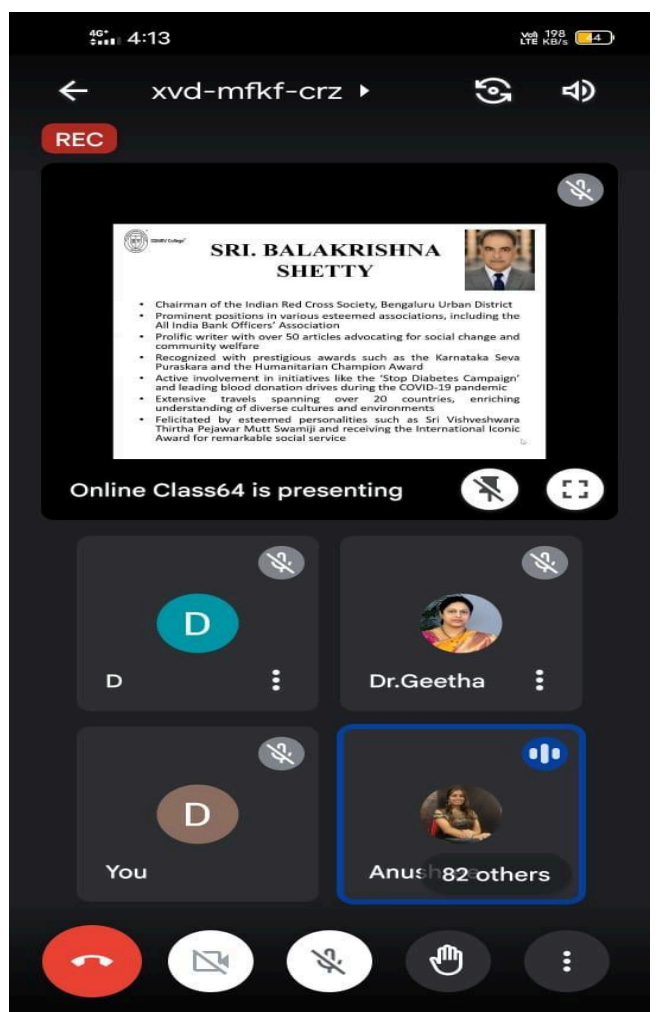 4G+ 4:13 Vo) LTE 198 KB/s 44
xvd-mfkf-crz
REC
SRI. BALAKRISHNA
SHETTY
• Chairman of the Indian Red Cross Society, Bengaluru Urban District
• Prominent positions in various esteemed associations, including the
All India Bank Officers' Association
• Prolific writer with over 50 articles advocating for social change and
community welfare
• Recognized with prestigious awards such as the Karnataka Seva
Puraskara and the Humanitarian Champion Award
• Active involvement in initiatives like the 'Stop Diabetes Campaign'
and leading blood donation drives during the COVID-19 pandemic
• Extensive travels spanning over 20 countries, enriching
understanding of diverse cultures and environments
• Felicitated by esteemed personalities such as Sri Vishveshwara
Thirtha Pejawar Mutt Swamiji and receiving the International Iconic
Award for remarkable social service
Online Class64 is presenting
D
D
Dr.Geetha
D
You
82 others